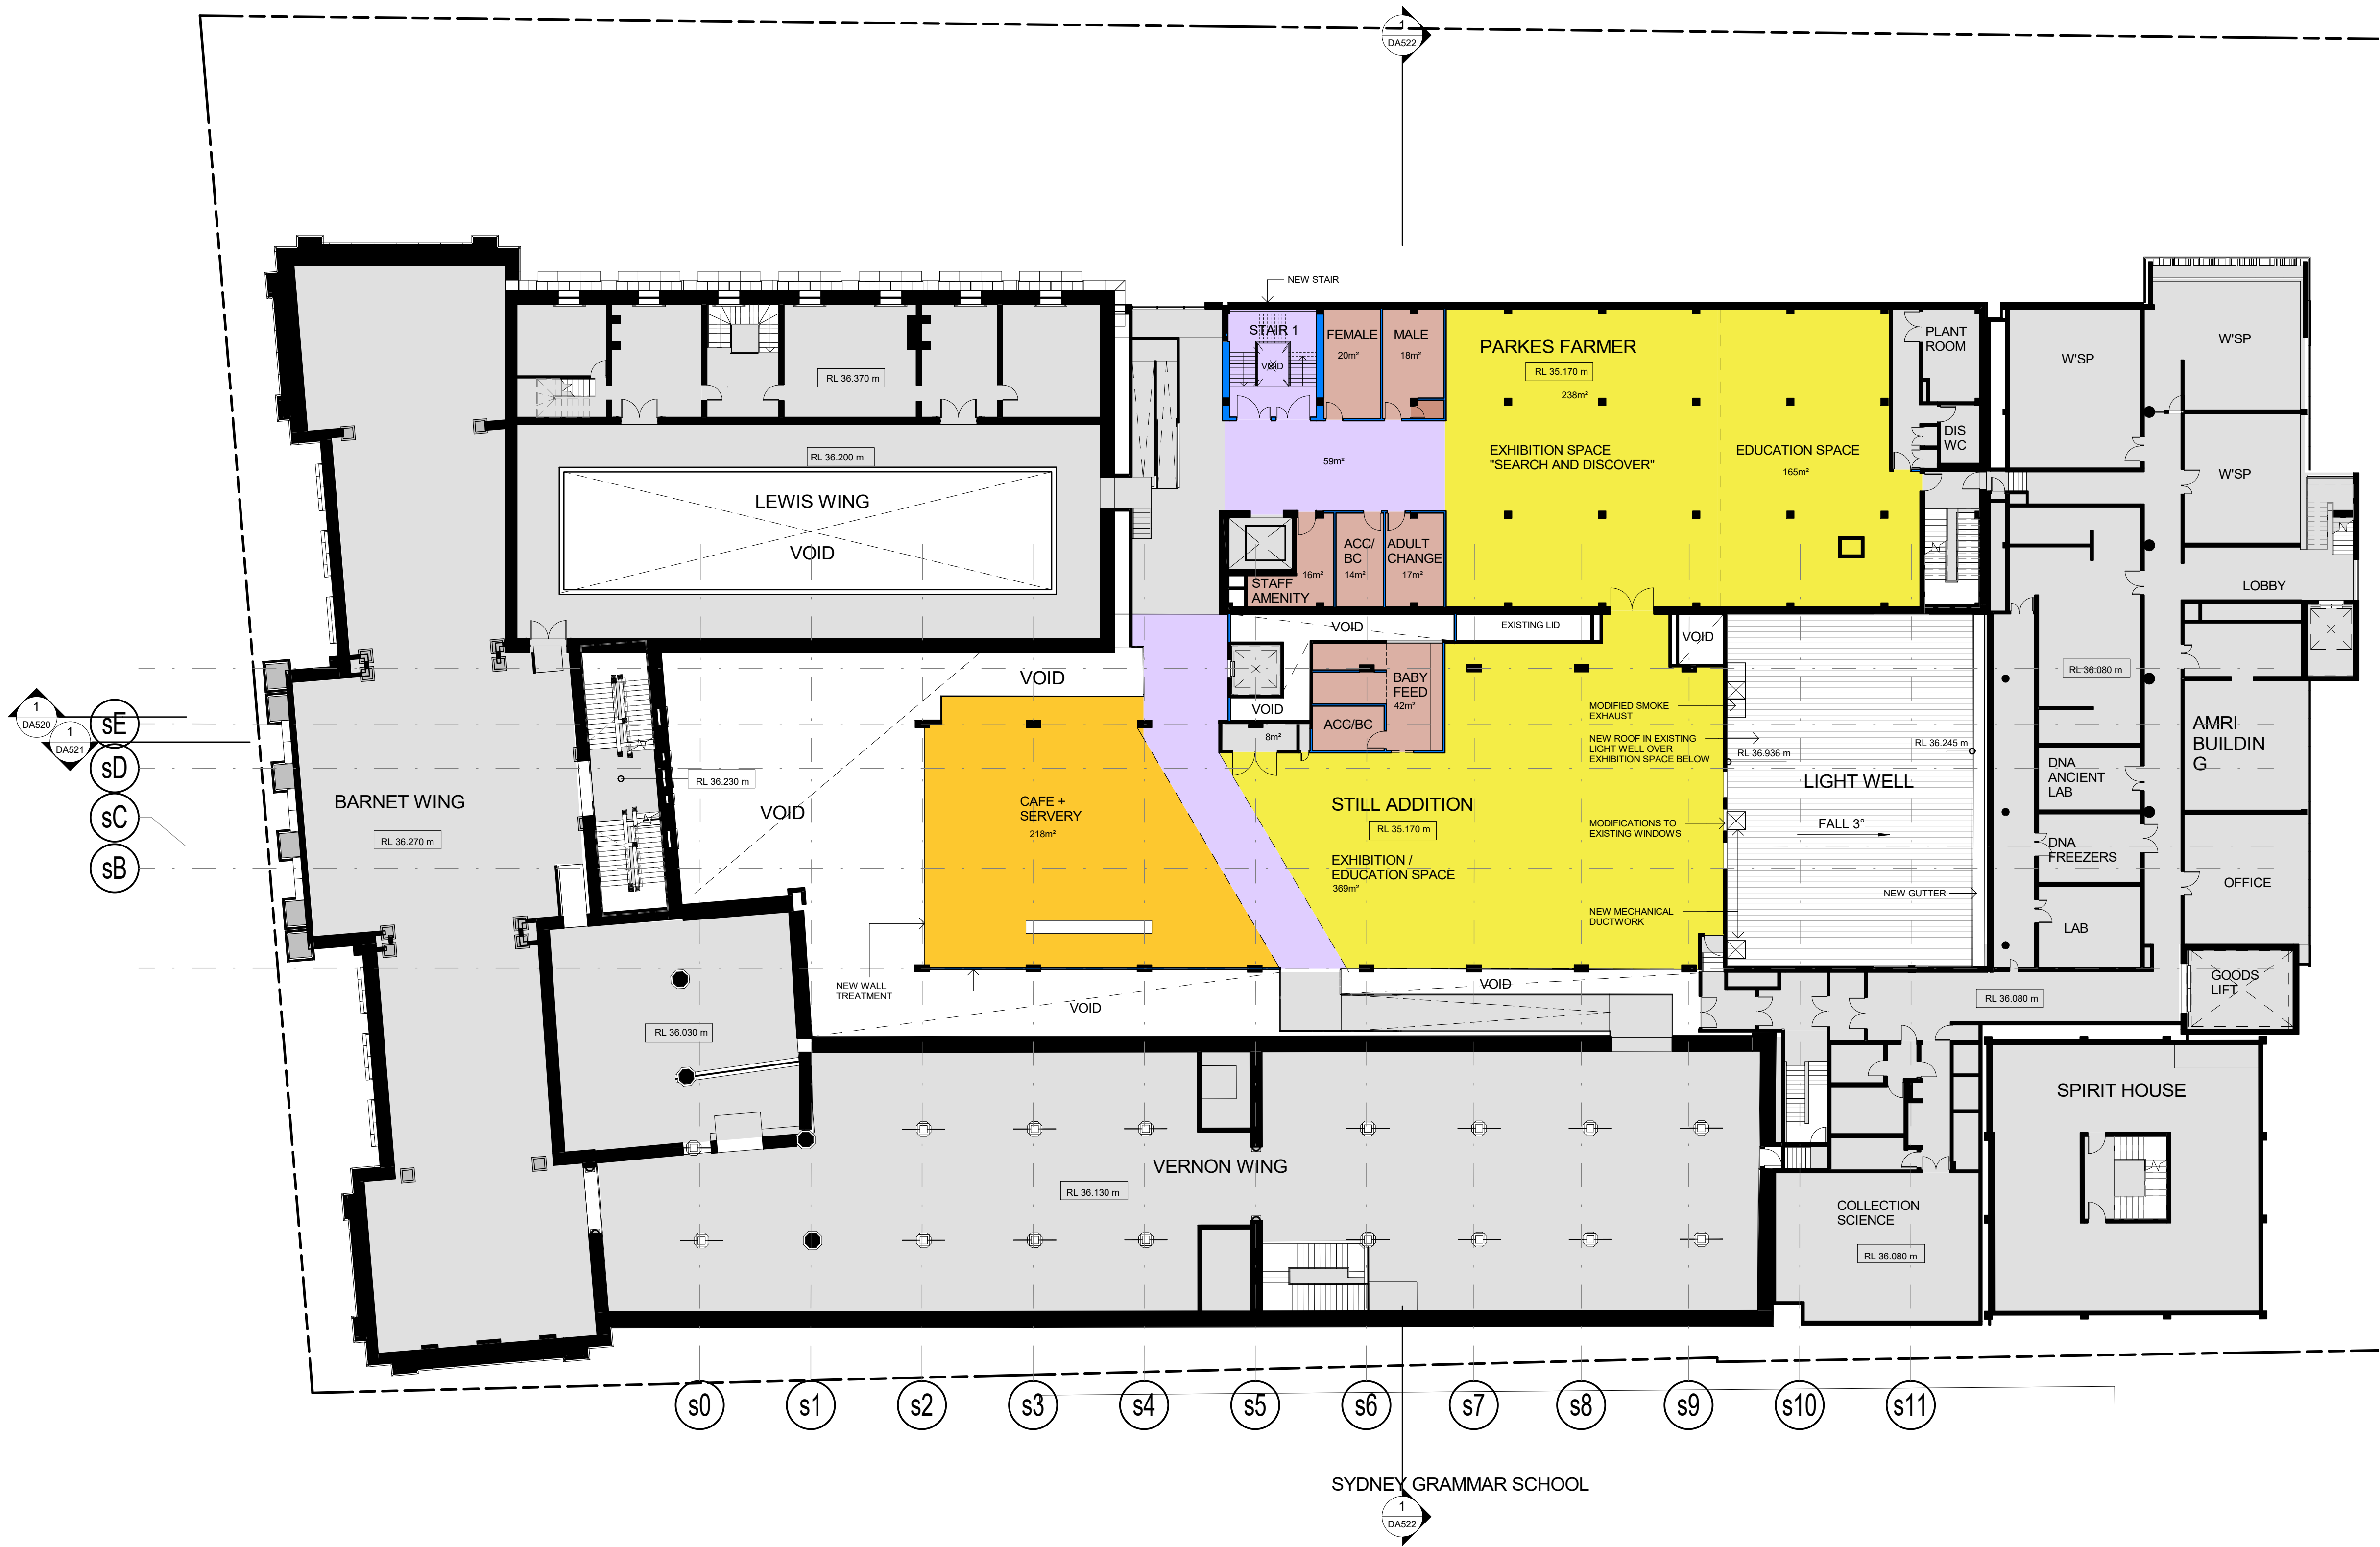 1
DA522
NEW STAIR
STAIR 1
VOID
FEMALE
20m²
MALE
18m²
PARKES FARMER
RL 35.170 m
238m²
PLANT
ROOM
W'SP
W'SP
RL 36.370 m
RL 36.200 m
LEWIS WING
VOID
59m²
EXHIBITION SPACE
"SEARCH AND DISCOVER"
EDUCATION SPACE
165m²
DIS
WC
W'SP
STAFF
AMENITY
16m²
ACC/
BC
14m²
ADULT
CHANGE
17m²
LOBBY
VOID
EXISTING LID
VOID
RL 36.080 m
VOID
VOID
BABY
FEED
42m²
ACC/BC
8m²
MODIFIED SMOKE
EXHAUST
NEW ROOF IN EXISTING
LIGHT WELL OVER
EXHIBITION SPACE BELOW
RL 36.936 m
RL 36.245 m
AMRI
BUILDIN
G
1
DA520
1
DA521
sE
sD
sC
sB
RL 36.230 m
VOID
BARNET WING
RL 36.270 m
CAFE +
SERVERY
218m²
STILL ADDITION
RL 35.170 m
EXHIBITION /
EDUCATION SPACE
369m²
MODIFICATIONS TO
EXISTING WINDOWS
LIGHT WELL
FALL 3°
DNA
ANCIENT
LAB
DNA
FREEZERS
OFFICE
NEW GUTTER
NEW MECHANICAL
DUCTWORK
LAB
NEW WALL
TREATMENT
VOID
VOID
GOODS
LIFT
RL 36.080 m
RL 36.030 m
SPIRIT HOUSE
VERNON WING
RL 36.130 m
COLLECTION
SCIENCE
RL 36.080 m
s0
s1
s2
s3
s4
s5
s6
s7
s8
s9
s10
s11
SYDNEY GRAMMAR SCHOOL
1
DA522